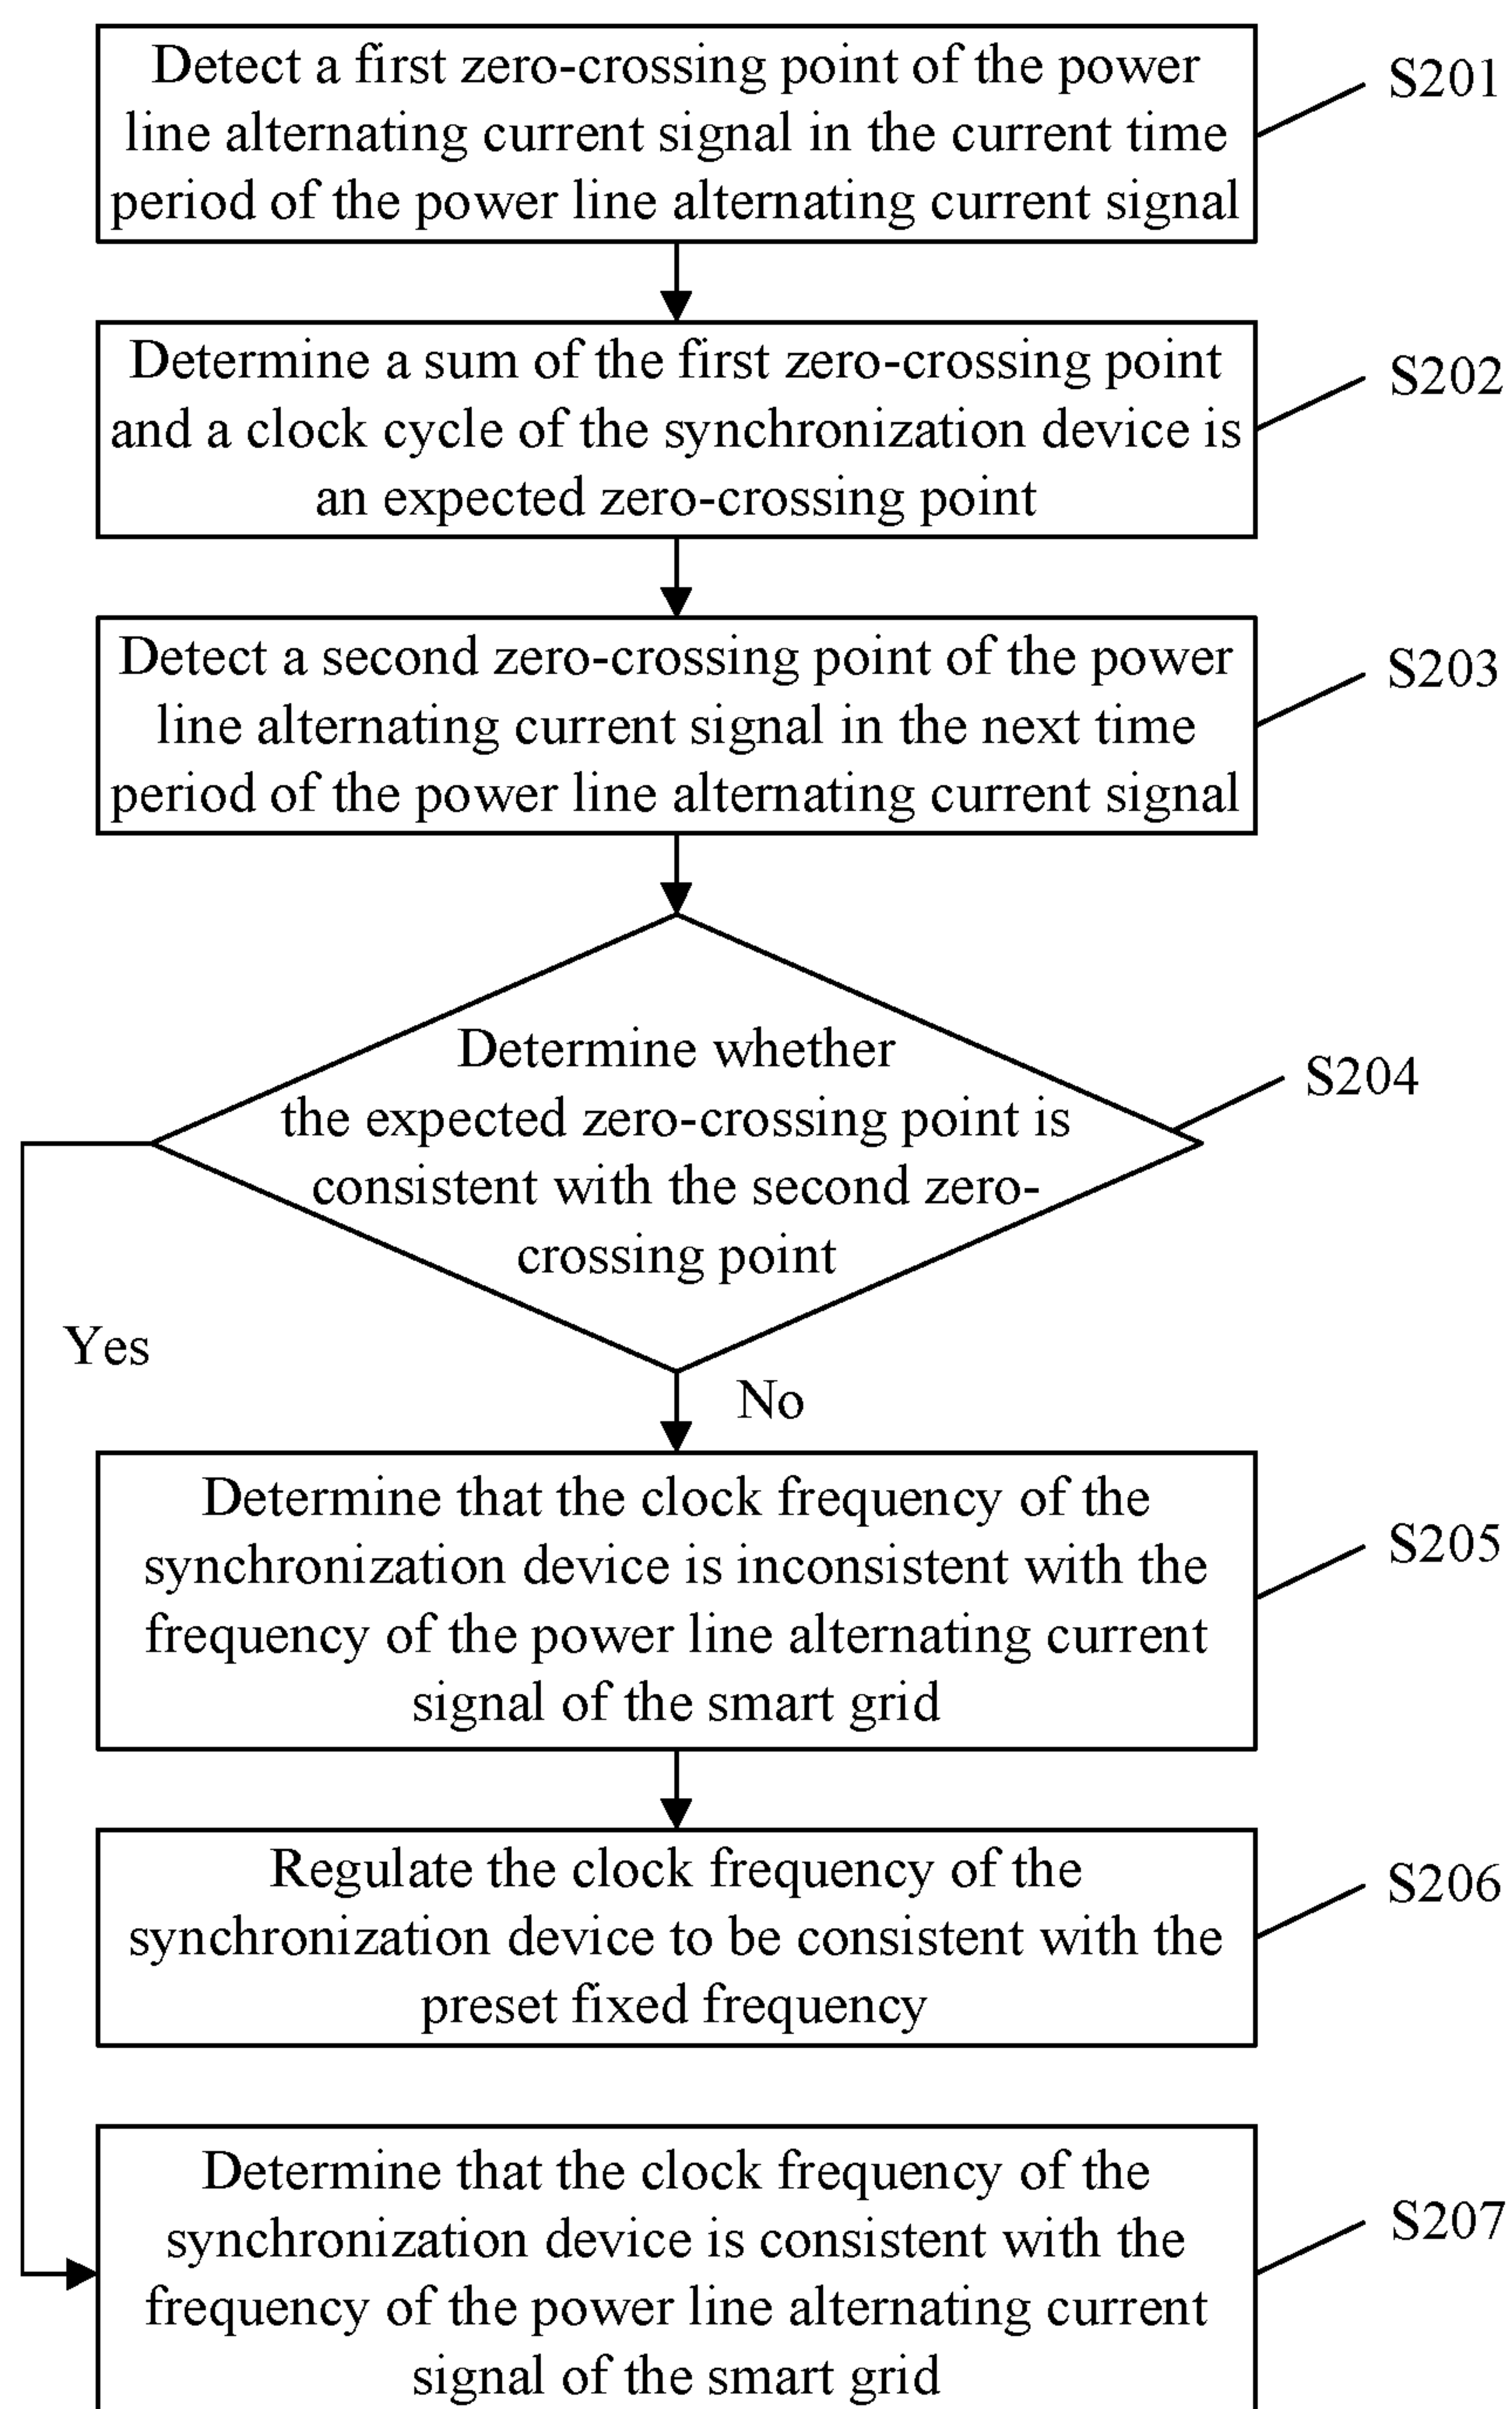 Detect a first zero-crossing point of the power
line alternating current signal in the current time
period of the power line alternating current signal
S201
Determine a sum of the first zero-crossing point
and a clock cycle of the synchronization device is
an expected zero-crossing point
S202
Detect a second zero-crossing point of the power
line alternating current signal in the next time
period of the power line alternating current signal
S203
Determine whether
the expected zero-crossing point is
consistent with the second zero-
crossing point
S204
Yes
No
Determine that the clock frequency of the
synchronization device is inconsistent with the
frequency of the power line alternating current
signal of the smart grid
S205
Regulate the clock frequency of the
synchronization device to be consistent with the
preset fixed frequency
S206
Determine that the clock frequency of the
synchronization device is consistent with the
frequency of the power line alternating current
signal of the smart grid
S207